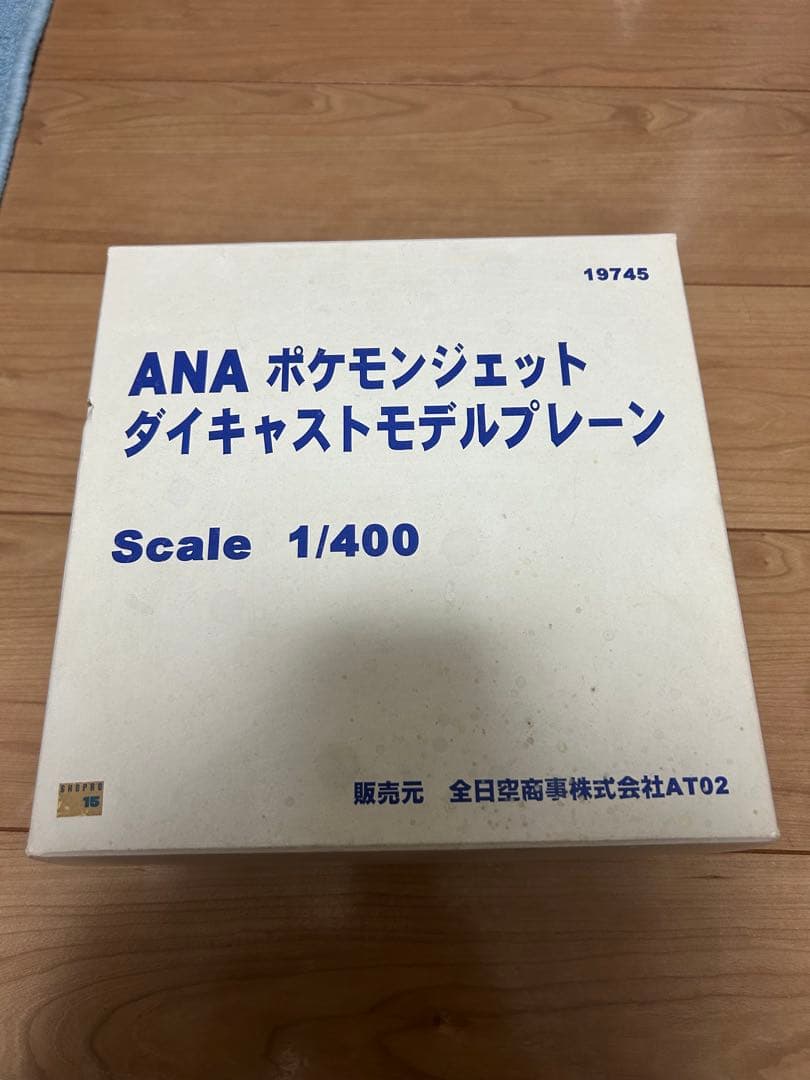 19745
ANA ポケモンジェット
ダイキャストモデルプレーン
Scale 1/400
SHOPRO
15
販売元 全日空商事株式会社AT02